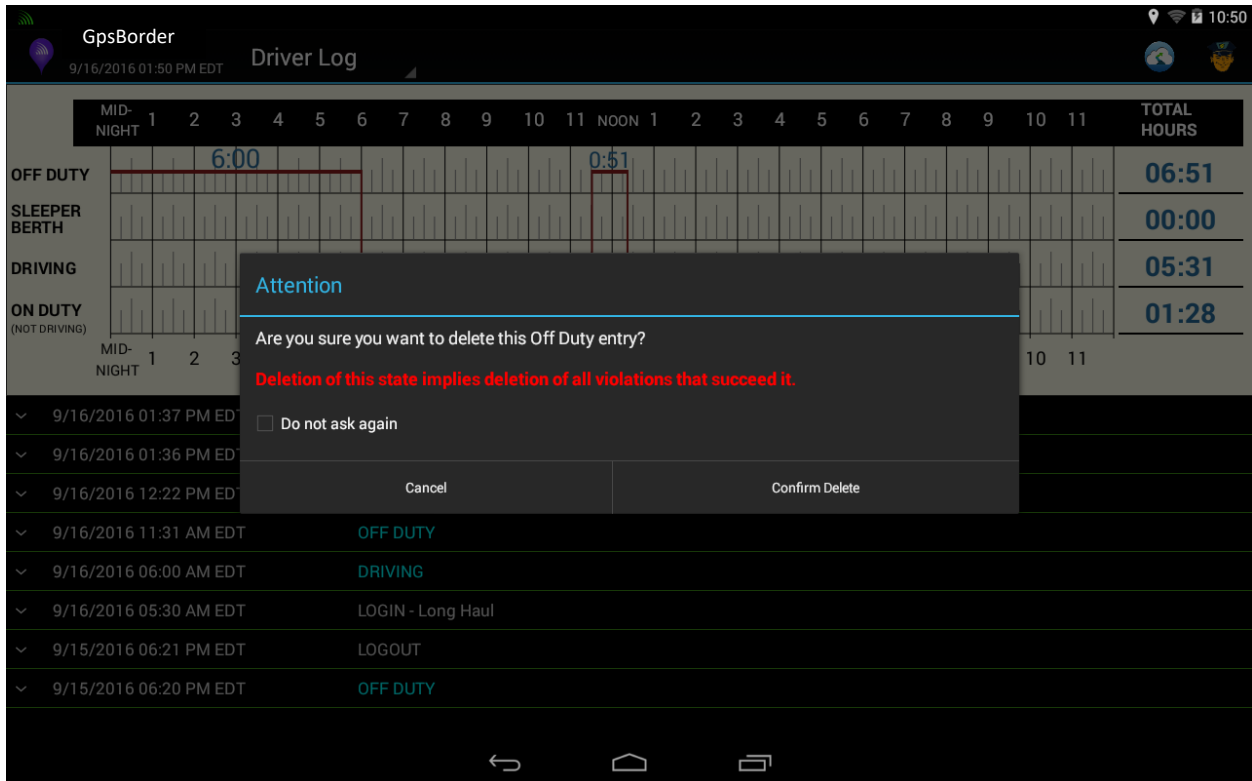 10:50
GpsBorder
9/16/2016 01:50 PM EDT
Driver Log
MID-NIGHT 1 2 3 4 5 6 7 8 9 10 11 NOON 1 2 3 4 5 6 7 8 9 10 11 TOTAL HOURS
6:00 0:51
OFF DUTY 06:51
SLEEPER BERTH 00:00
DRIVING 05:31
ON DUTY (NOT DRIVING) 01:28
MID-NIGHT 1 2 3 10 11
Attention
Are you sure you want to delete this Off Duty entry?
Deletion of this state implies deletion of all violations that succeed it.
Do not ask again
Cancel Confirm Delete
9/16/2016 01:37 PM EDT
9/16/2016 01:36 PM EDT
9/16/2016 12:22 PM EDT
9/16/2016 11:31 AM EDT OFF DUTY
9/16/2016 06:00 AM EDT DRIVING
9/16/2016 05:30 AM EDT LOGIN - Long Haul
9/15/2016 06:21 PM EDT LOGOUT
9/15/2016 06:20 PM EDT OFF DUTY